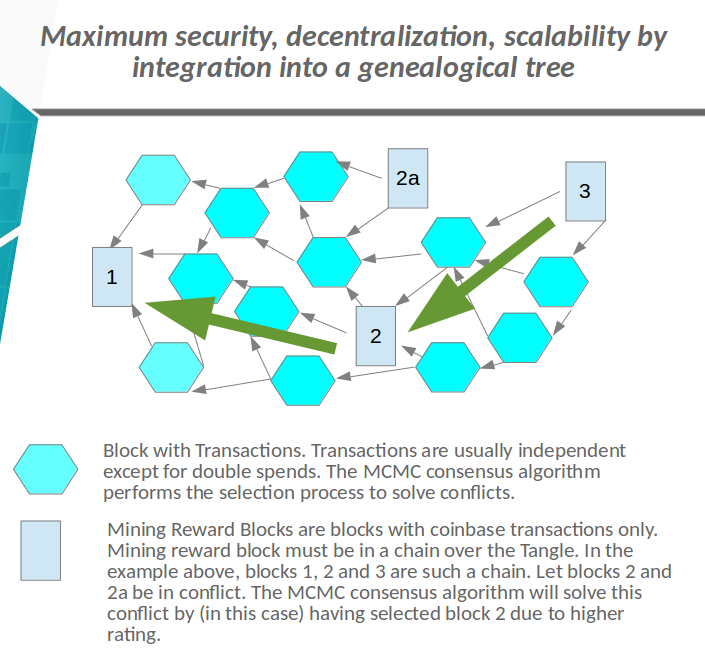 Maximum security, decentralization, scalability by
integration into a genealogical tree
2a
3
1
2
Block with Transactions. Transactions are usually independent
except for double spends. The MCMC consensus algorithm
performs the selection process to solve conflicts.
Mining Reward Blocks are blocks with coinbase transactions only.
Mining reward block must be in a chain over the Tangle. In the
example above, blocks 1, 2 and 3 are such a chain. Let blocks 2 and
2a be in conflict. The MCMC consensus algorithm will solve this
conflict by (in this case) having selected block 2 due to higher
rating.